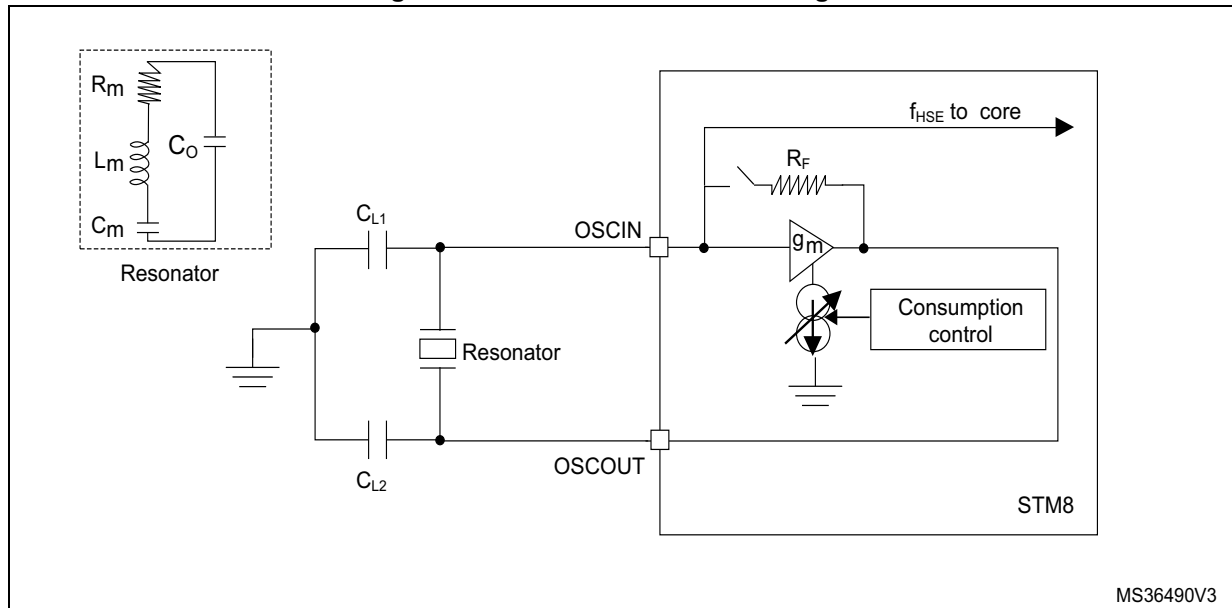 Rm
Lm
CO
Cm
Resonator
CL1
CL2
Resonator
OSCIN
OSCOUT
fHSE to core
RF
gm
Consumption
control
STM8
MS36490V3